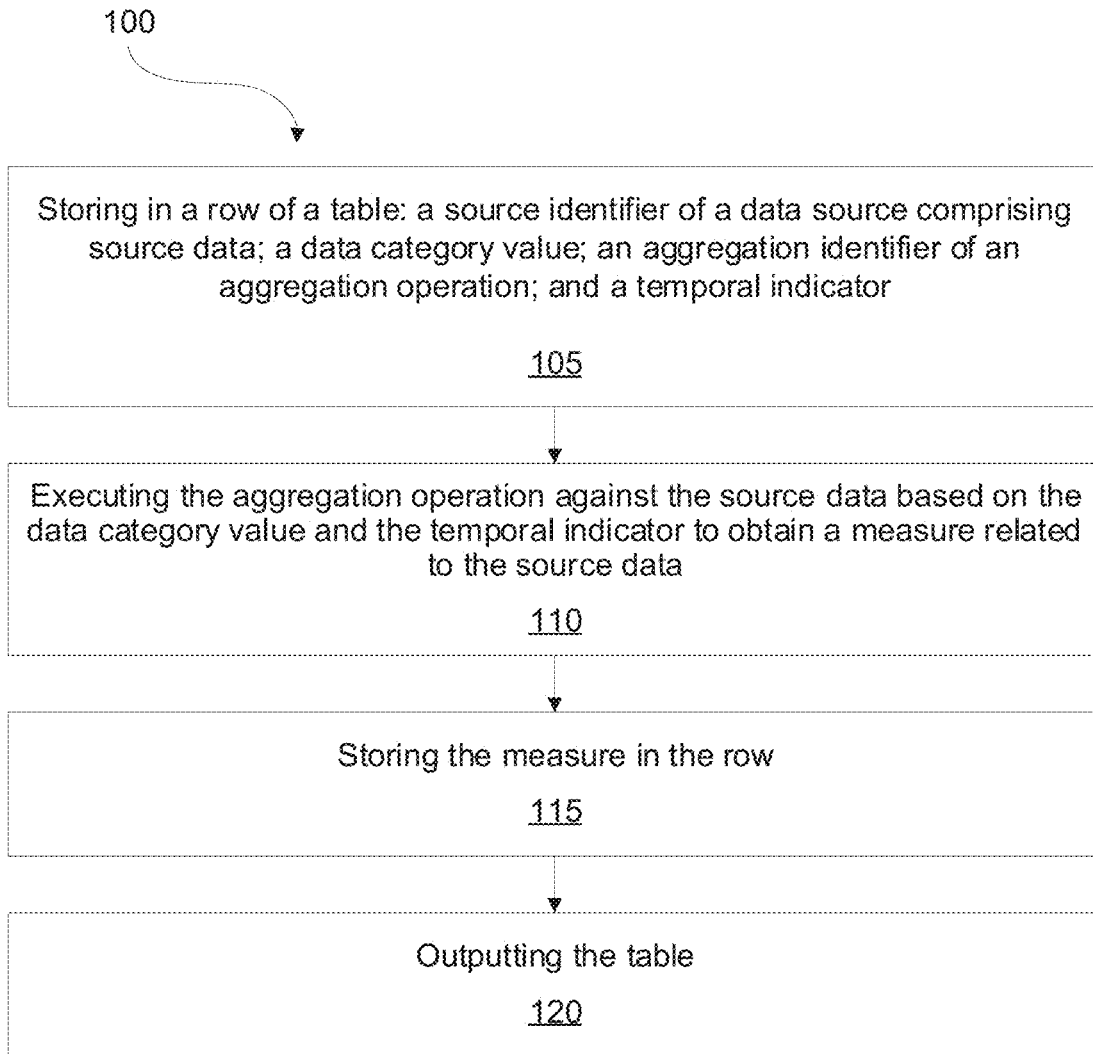 100
Storing in a row of a table: a source identifier of a data source comprising
source data; a data category value; an aggregation identifier of an
aggregation operation; and a temporal indicator
105
Executing the aggregation operation against the source data based on the
data category value and the temporal indicator to obtain a measure related
to the source data
110
Storing the measure in the row
115
Outputting the table
120